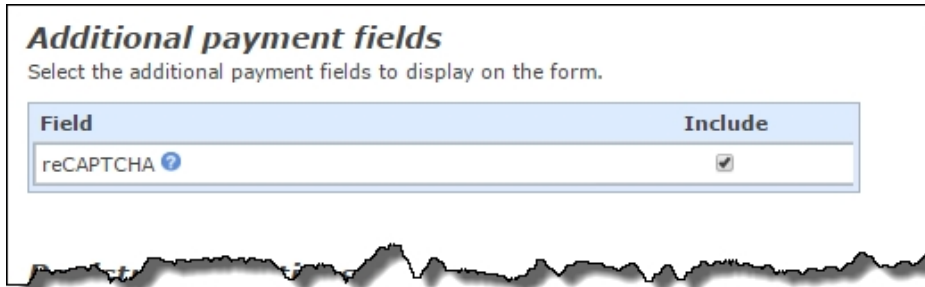 Additional payment fields
Select the additional payment fields to display on the form.
Field Include
reCAPTCHA ?